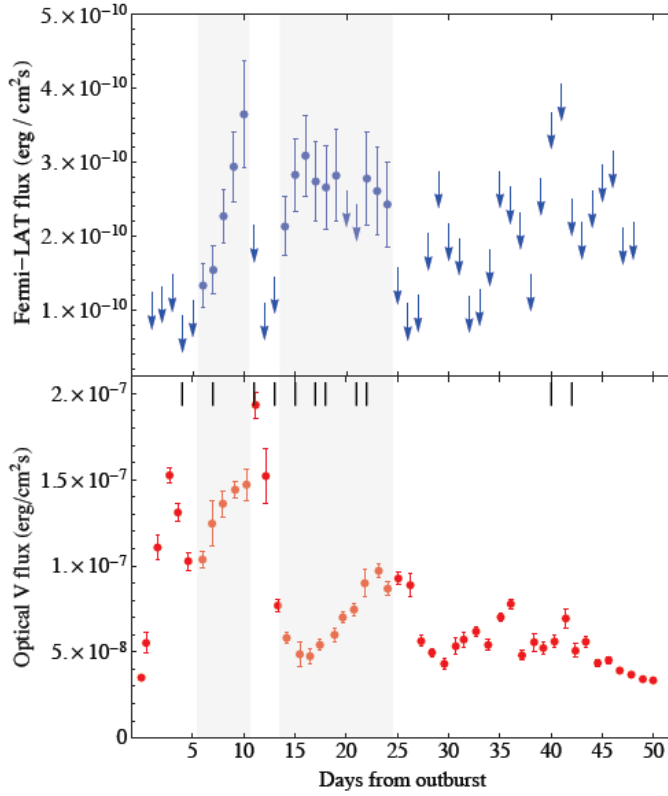 5.×10⁻¹⁰
4.×10⁻¹⁰
3.×10⁻¹⁰
2.×10⁻¹⁰
1.×10⁻¹⁰
Fermi−LAT flux (erg / cm²s)
2.×10⁻⁷
1.5×10⁻⁷
1.×10⁻⁷
5.×10⁻⁸
0
Optical V flux (erg/cm²s)
5 10 15 20 25 30 35 40 45 50
Days from outburst